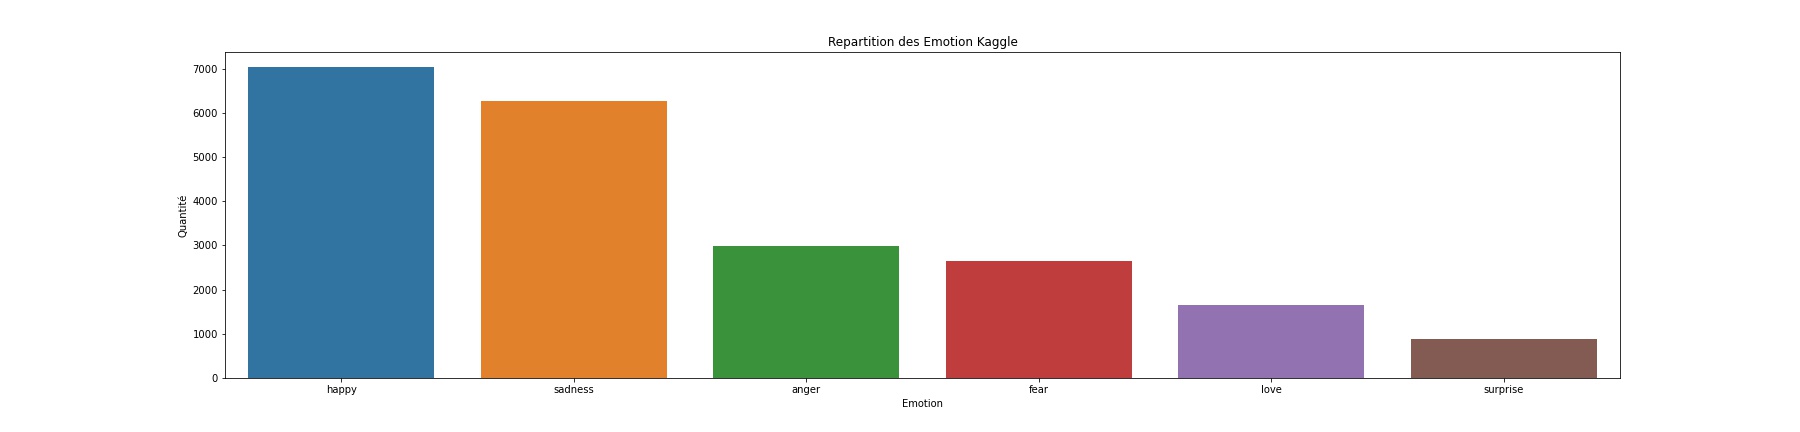 Repartition des Emotion Kaggle
7000
6000
5000
4000
3000
2000
1000
0
Quantité
happy sadness anger fear love surprise
Emotion